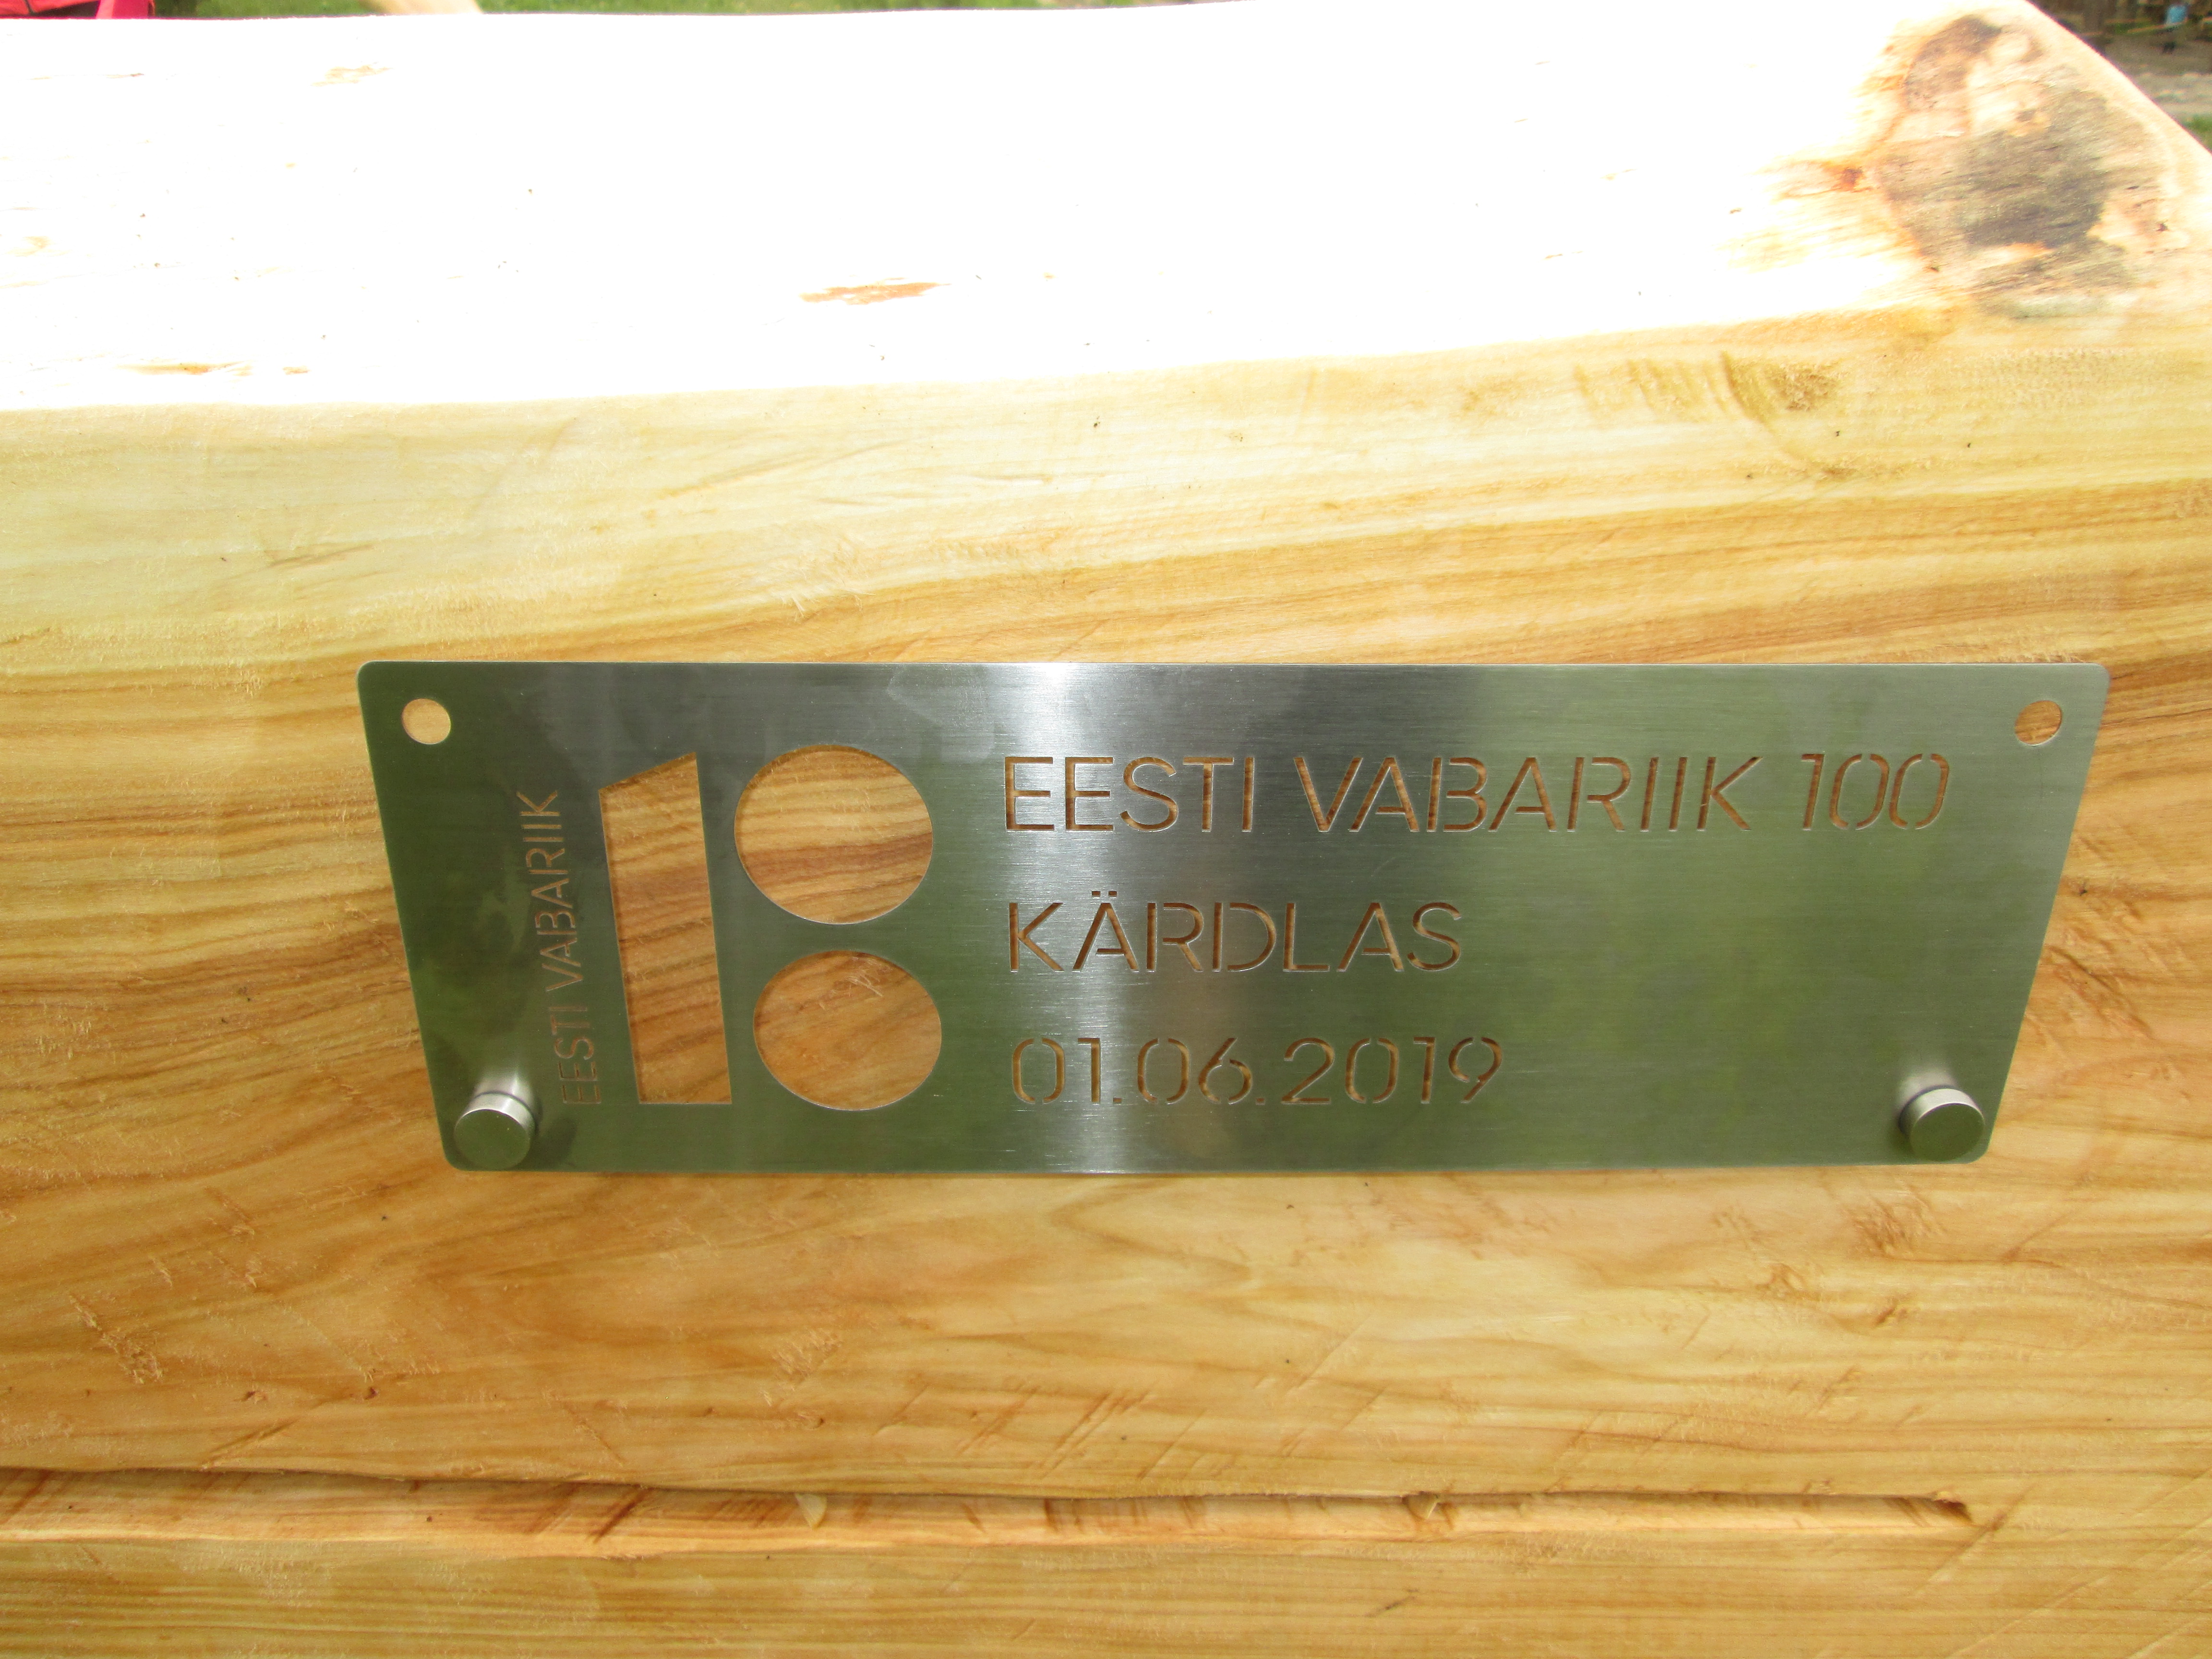 EESTI VABARIIK
EESTI VABARIIK 100
KÄRDLAS
01.06.2019